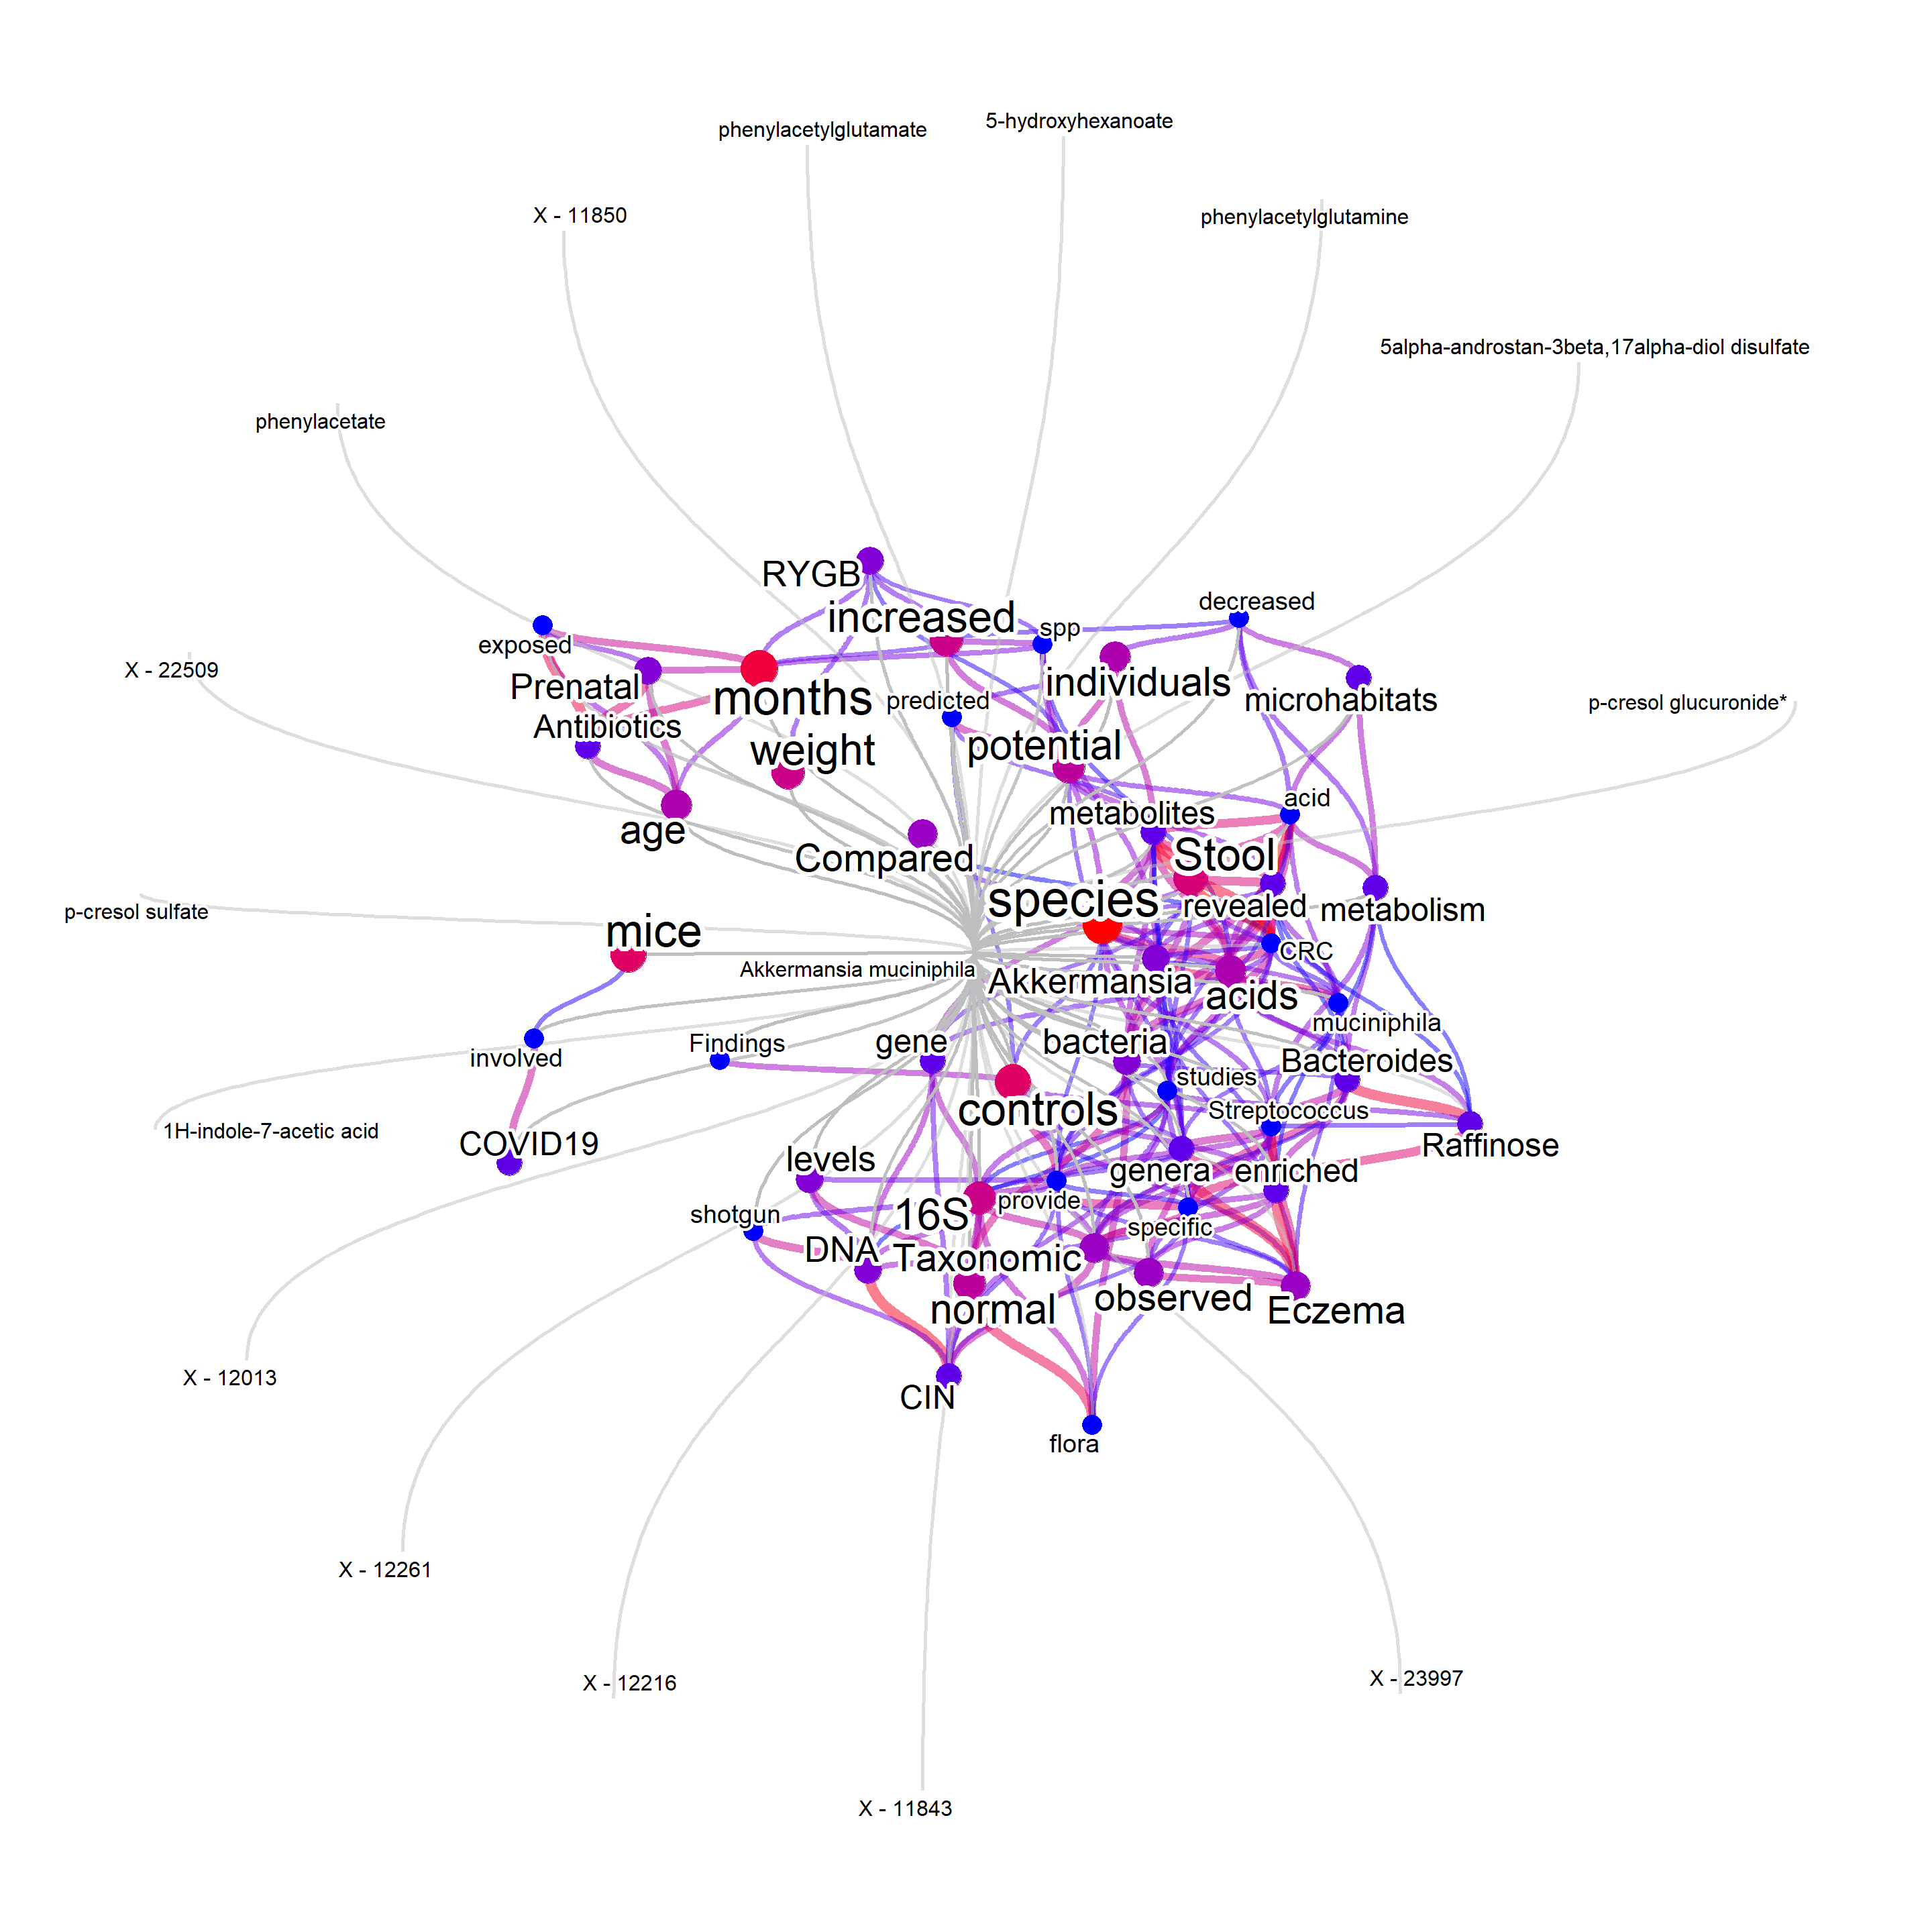 5-hydroxyhexanoate
phenylacetylglutamate
X - 11850
phenylacetylglutamine
5alpha-androstan-3beta,17alpha-diol disulfate
phenylacetate
RYGB
decreased
increased
spp
exposed
X - 22509
Prenatal
individuals
months
predicted
microhabitats
p-cresol glucuronide*
Antibiotics
weight
potential
acid
metabolites
age
Compared
Stool
species
revealed
metabolism
p-cresol sulfate
mice
CRC
Akkermansia muciniphila
Akkermansia
acids
muciniphila
Findings
gene
bacteria
involved
Bacteroides
studies
controls
Streptococcus
1H-indole-7-acetic acid
COVID19
Raffinose
levels
genera
enriched
provide
shotgun
16S
specific
DNA
Taxonomic
observed
normal
Eczema
X - 12013
CIN
flora
X - 12261
X - 12216
X - 23997
X - 11843